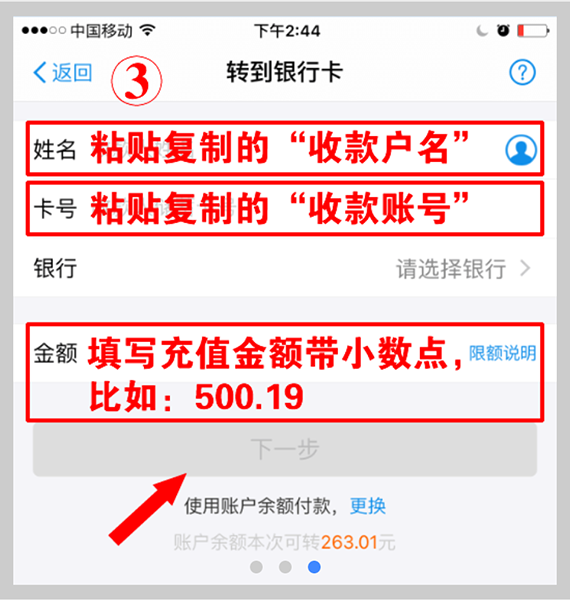 中国移动 下午2:44
返回 ③ 转到银行卡 ?
姓名 粘贴复制的“收款户名”
卡号 粘贴复制的“收款账号”
银行 请选择银行
金额 填写充值金额带小数点， 限额说明
比如：500.19
下一步
使用账户余额付款，更换
账户余额本次可转263.01元